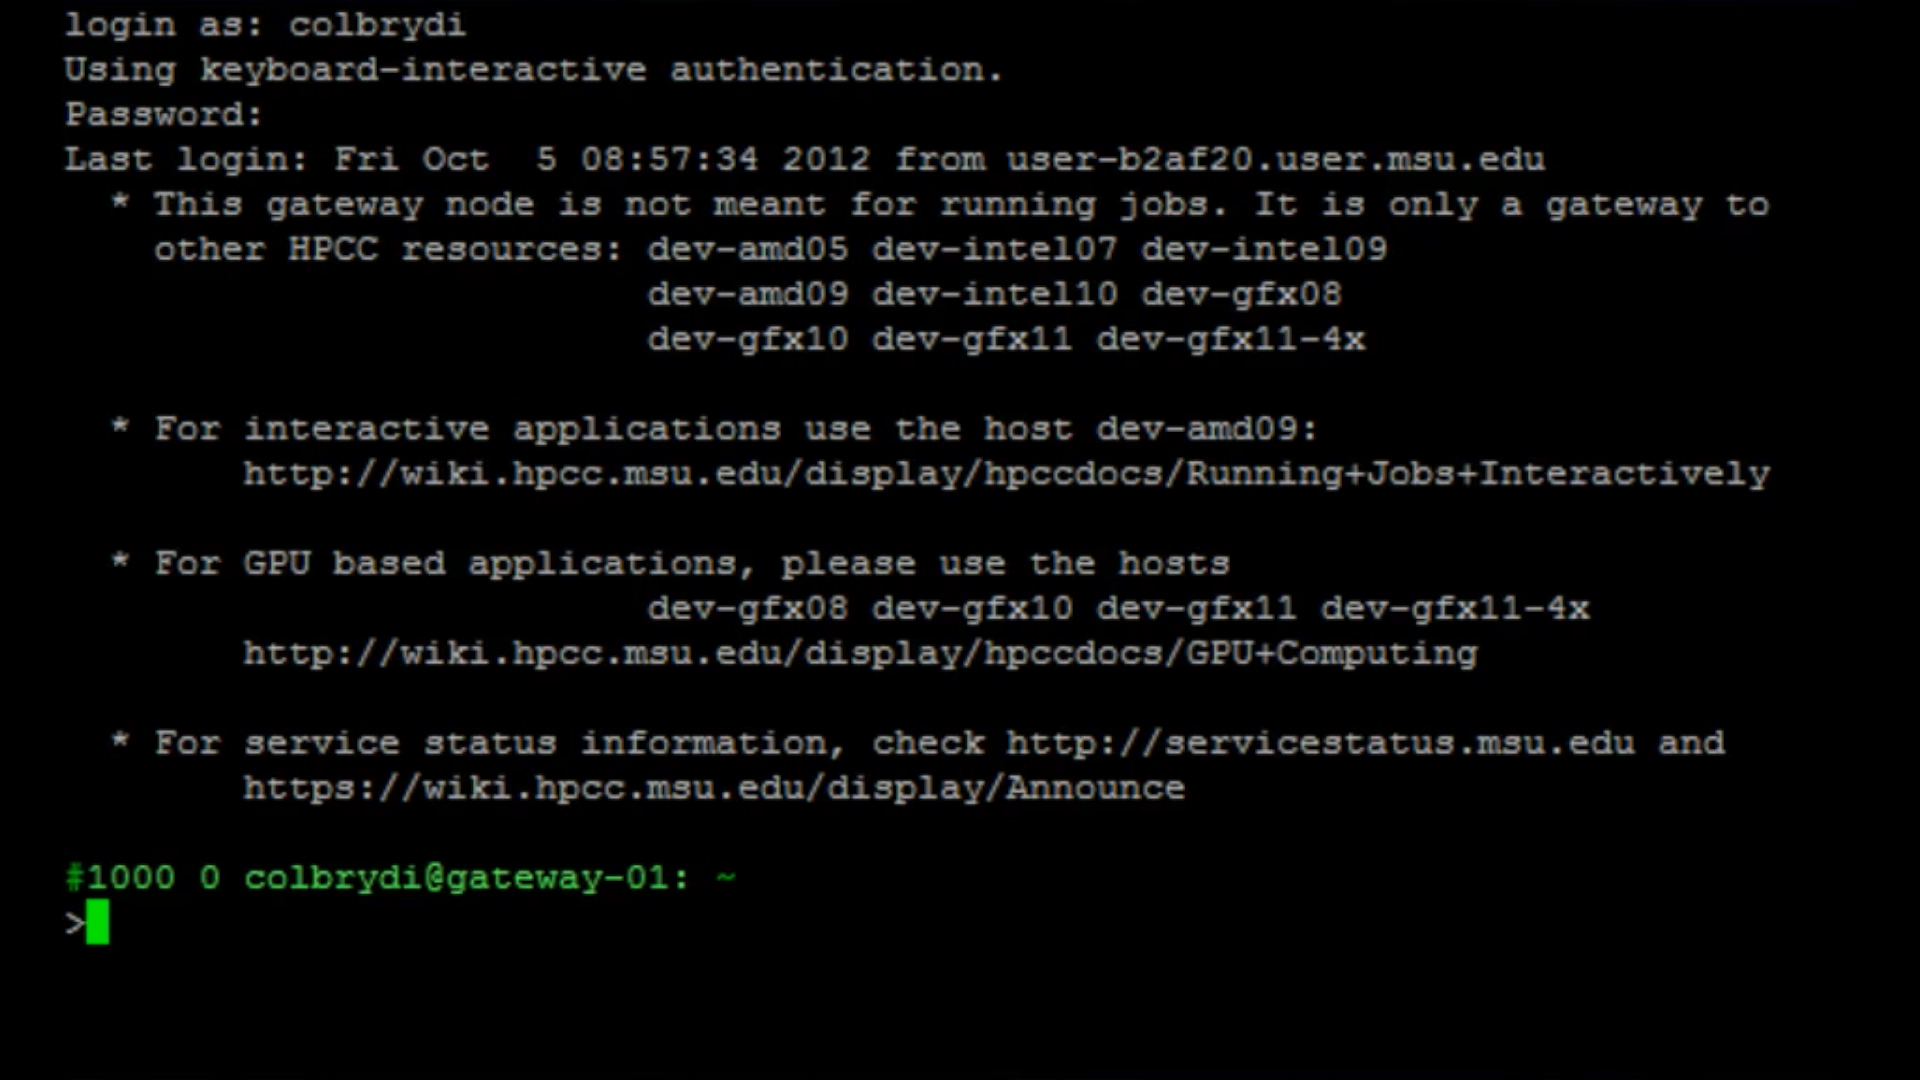 login as: colbrydi
Using keyboard-interactive authentication.
Password:
Last login: Fri Oct  5 08:57:34 2012 from user-b2af20.user.msu.edu
  * This gateway node is not meant for running jobs. It is only a gateway to
    other HPCC resources: dev-amd05 dev-intel07 dev-intel09
                          dev-amd09 dev-intel10 dev-gfx08
                          dev-gfx10 dev-gfx11 dev-gfx11-4x
  * For interactive applications use the host dev-amd09:
        http://wiki.hpcc.msu.edu/display/hpccdocs/Running+Jobs+Interactively
  * For GPU based applications, please use the hosts
                          dev-gfx08 dev-gfx10 dev-gfx11 dev-gfx11-4x
        http://wiki.hpcc.msu.edu/display/hpccdocs/GPU+Computing
  * For service status information, check http://servicestatus.msu.edu and
        https://wiki.hpcc.msu.edu/display/Announce
#1000 0 colbrydi@gateway-01: ~
>